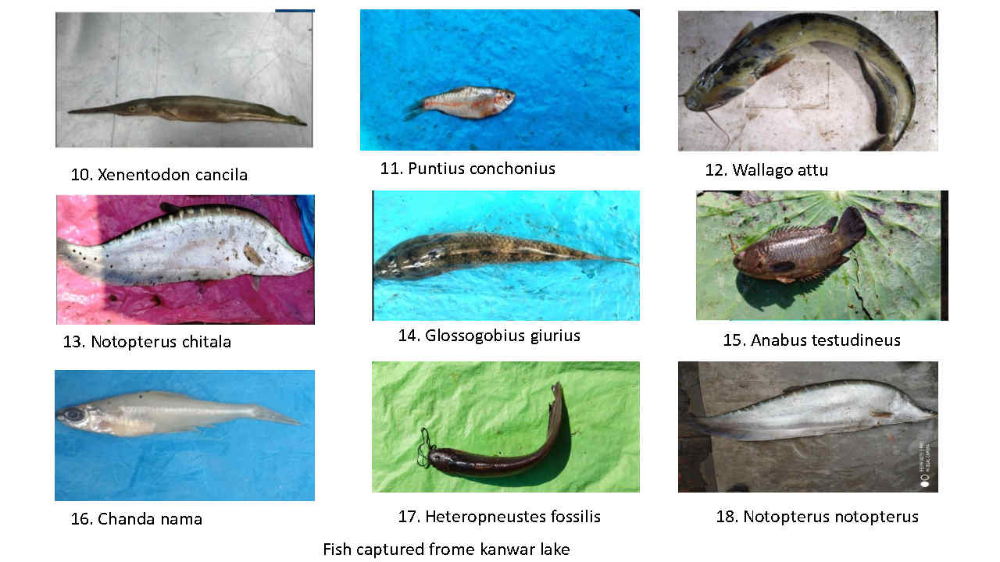 10. Xenentodon cancila
11. Puntius conchonius
12. Wallago attu
13. Notopterus chitala
14. Glossogobius giurius
15. Anabus testudineus
16. Chanda nama
17. Heteropneustes fossilis
18. Notopterus notopterus
Fish captured frome kanwar lake